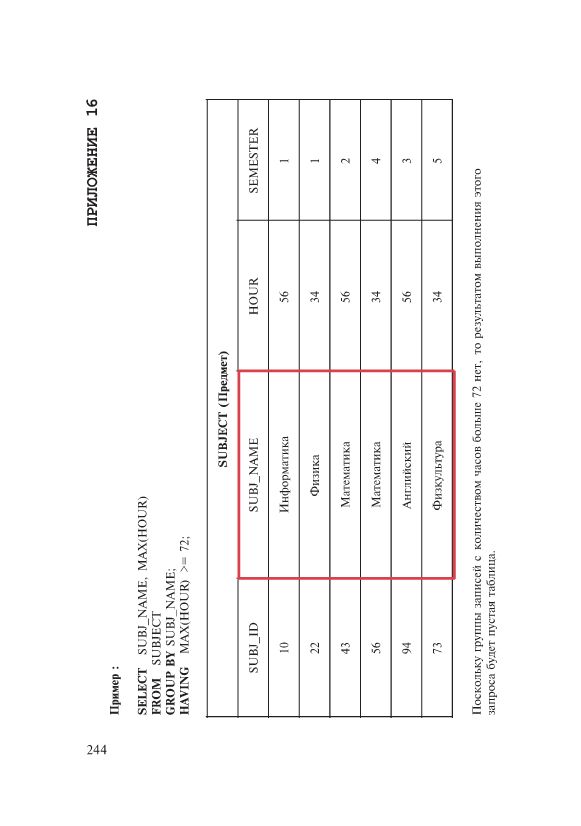 ПРИЛОЖЕНИЕ 16
Пример :
SELECT SUBJ_NAME, MAX(HOUR)
FROM SUBJECT
GROUP BY SUBJ_NAME;
HAVING MAX(HOUR) >= 72;
SUBJECT (Предмет)
SUBJ_ID SUBJ_NAME HOUR SEMESTER
10 Информатика 56 1
22 Физика 34 1
43 Математика 56 2
56 Математика 34 4
94 Английский 56 3
73 Физкультура 34 5
Поскольку группы записей с количеством часов больше 72 нет, то результатом выполнения этого
запроса будет пустая таблица.
244